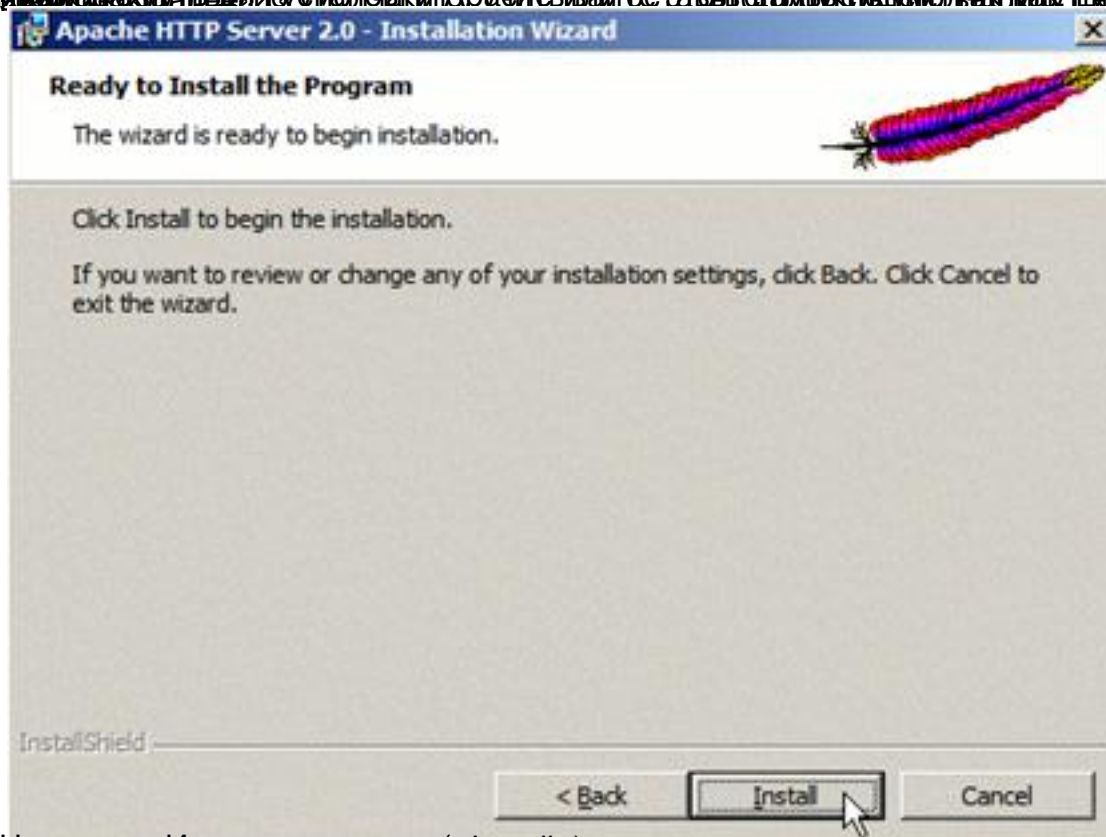 Apache HTTP Server 2.0 - Installation Wizard
Ready to Install the Program
The wizard is ready to begin installation.
Click Install to begin the installation.
If you want to review or change any of your installation settings, click Back. Click Cancel to
exit the wizard.
InstallShield
< Back Install Cancel